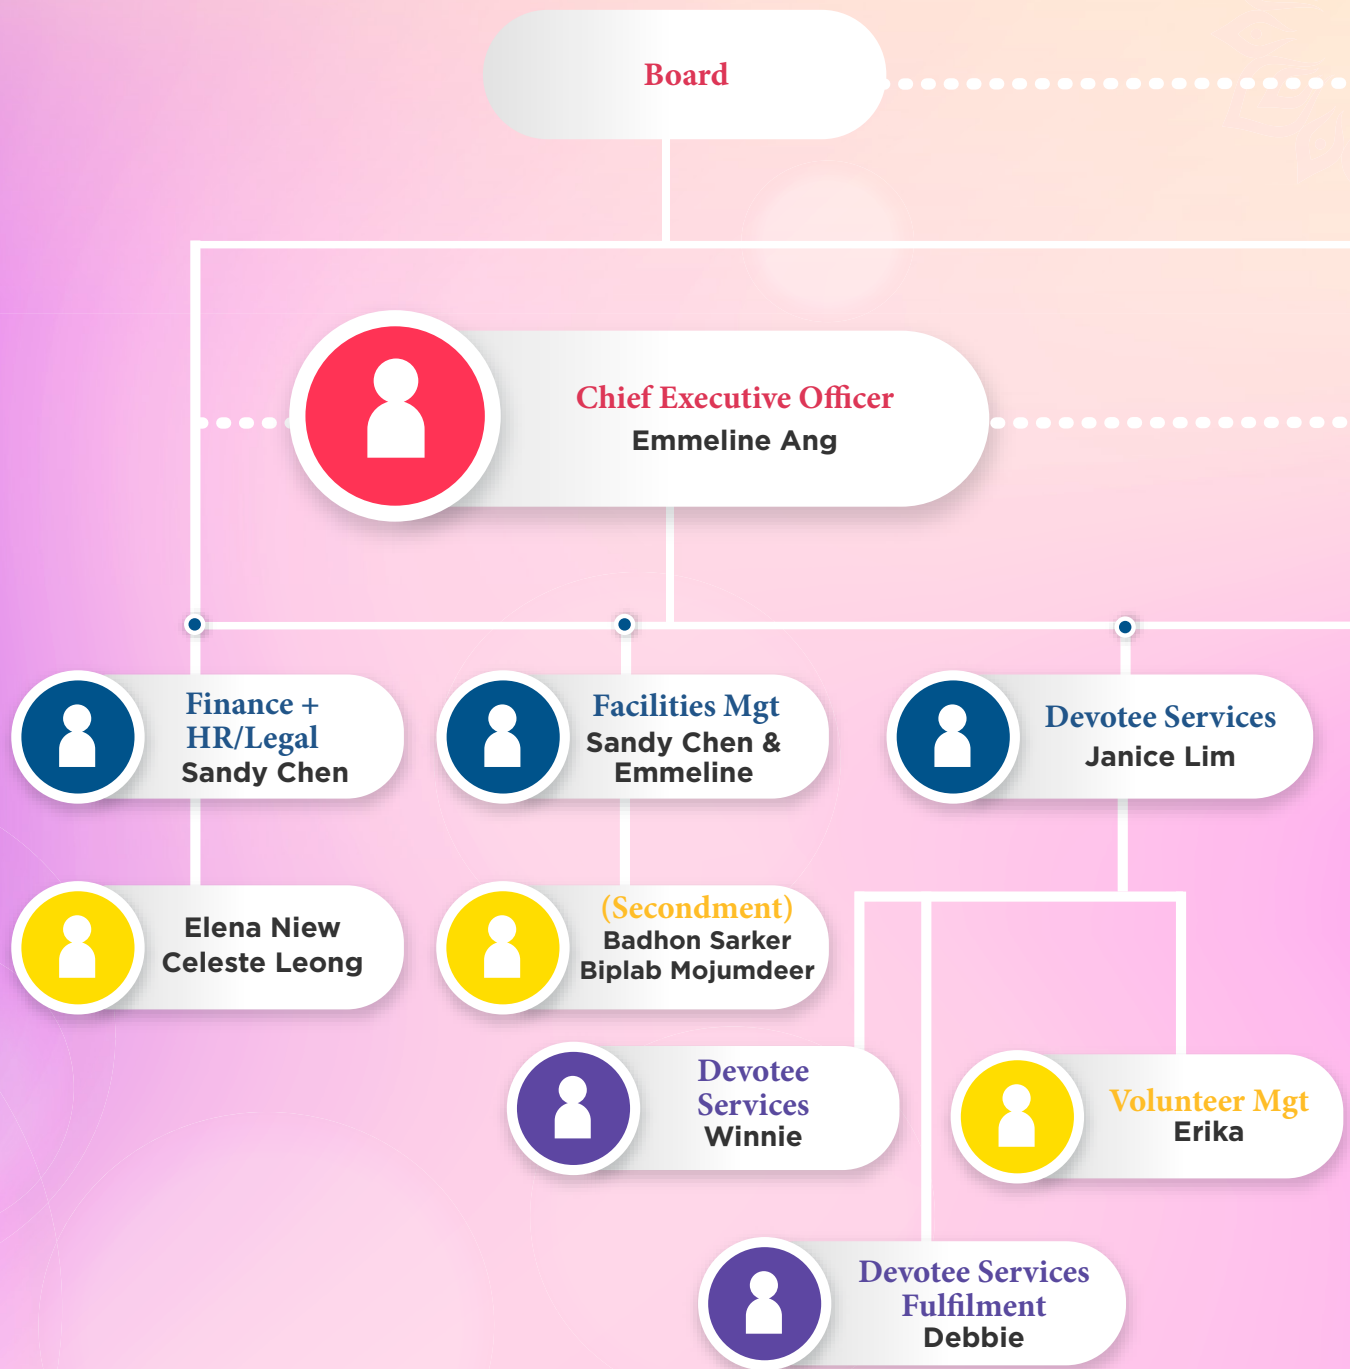 Board
Chief Executive Officer
Emmeline Ang
Finance +
HR/Legal
Sandy Chen
Facilities Mgt
Sandy Chen &
Emmeline
Devotee Services
Janice Lim
Elena Niew
Celeste Leong
(Secondment)
Badhon Sarker
Biplab Mojumdeer
Devotee
Services
Winnie
Volunteer Mgt
Erika
Devotee Services
Fulfilment
Debbie